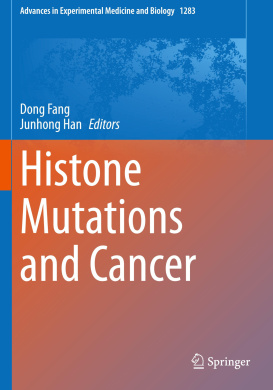 Advances in Experimental Medicine and Biology 1283
Dong Fang
Junhong Han Editors
Histone
Mutations
and Cancer
Springer